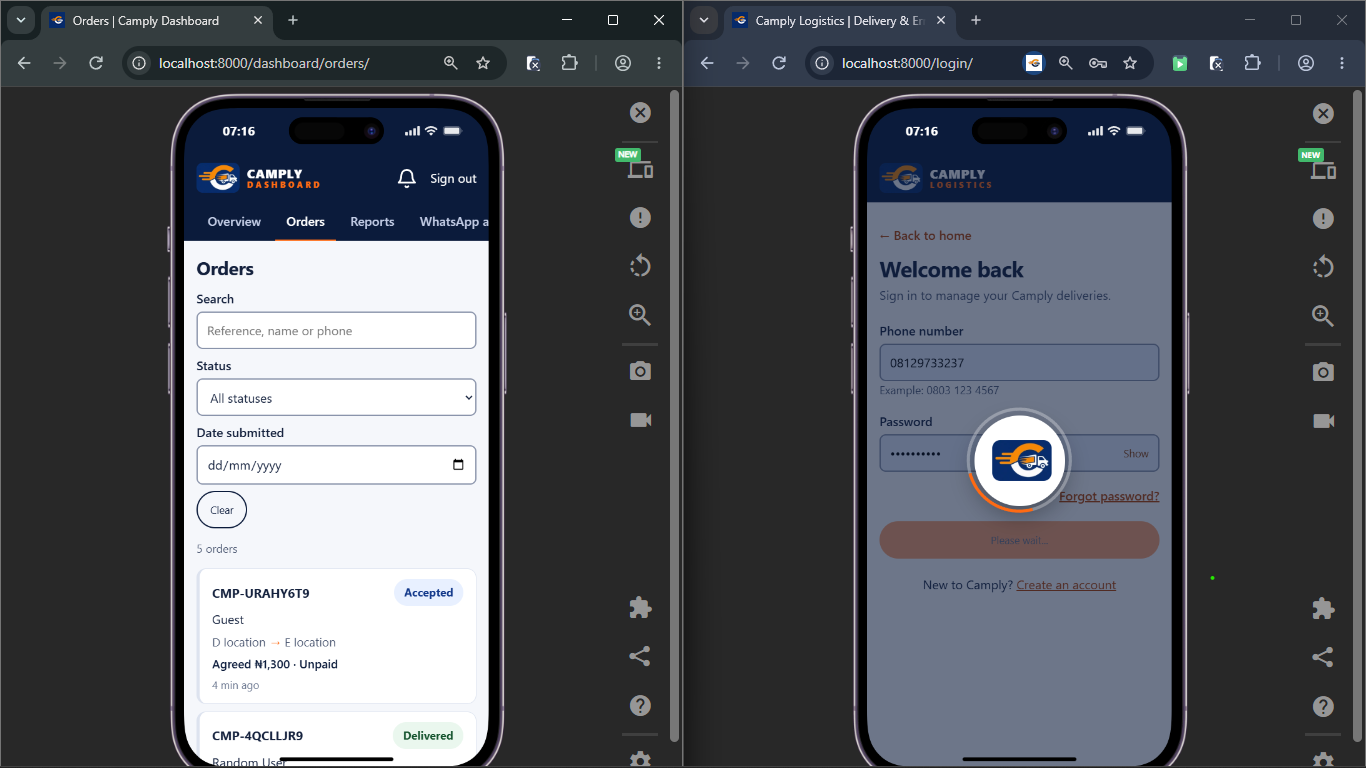 Orders | Camply Dashboard
localhost:8000/dashboard/orders/
NEW
07:16
CAMPLY
DASHBOARD
Sign out
Overview
Orders
Reports
WhatsApp a
Orders
Search
Reference, name or phone
Status
All statuses
Date submitted
dd/mm/yyyy
Clear
5 orders
CMP-URAHY6T9
Accepted
Guest
D location → E location
Agreed ₦1,300 · Unpaid
4 min ago
CMP-4QCLLJR9
Delivered
Random User
Camply Logistics | Delivery & Er
localhost:8000/login/
NEW
07:16
CAMPLY
LOGISTICS
← Back to home
Welcome back
Sign in to manage your Camply deliveries.
Phone number
08129733237
Example: 0803 123 4567
Password
••••••••••
Show
Forgot password?
Please wait...
New to Camply? Create an account